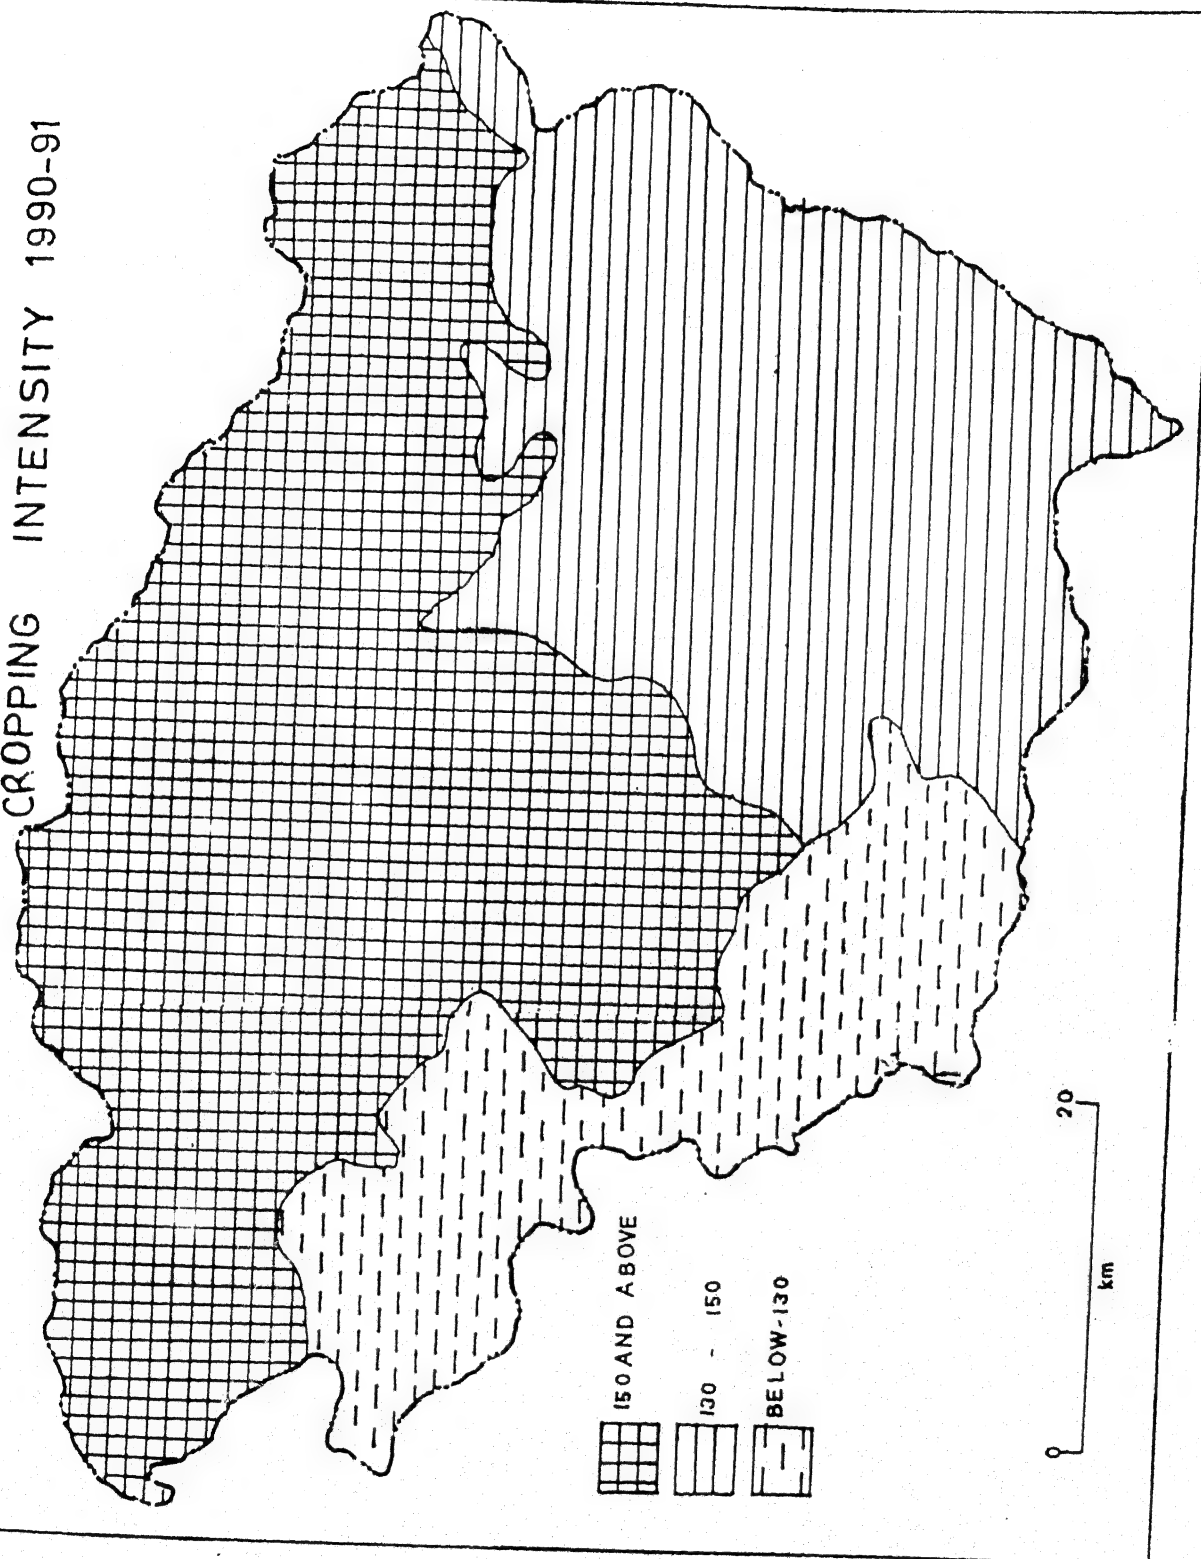 CROPPING INTENSITY 1990-91
150 AND ABOVE
130 - 150
BELOW-130
0 20
km